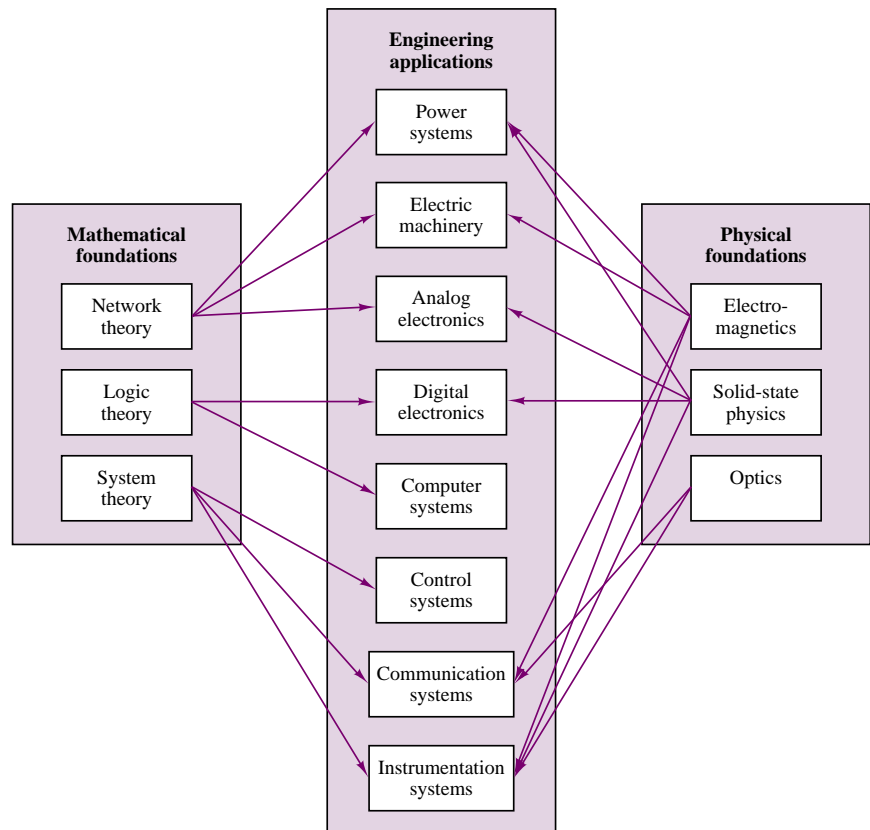 Engineering
applications
Power
systems
Electric
machinery
Analog
electronics
Digital
electronics
Computer
systems
Control
systems
Communication
systems
Instrumentation
systems
Mathematical
foundations
Network
theory
Logic
theory
System
theory
Physical
foundations
Electro-
magnetics
Solid-state
physics
Optics